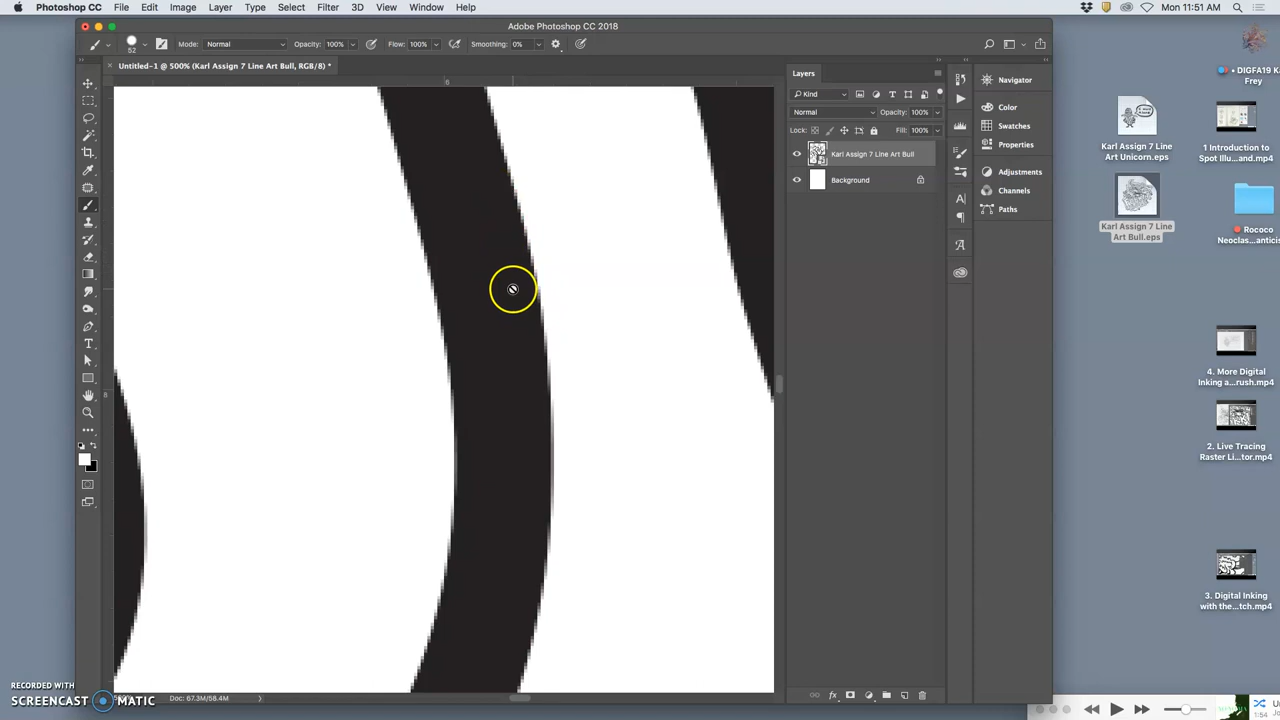 Photoshop CC File Edit Image Layer Type Select Filter 3D View Window Help
Mon 11:51 AM
Adobe Photoshop CC 2018
52 Mode: Normal Opacity: 100% Flow: 100% Smoothing: 0%
Untitled-1 @ 500% (Karl Assign 7 Line Art Bull, RGB/8) *
6
8
Layers
Kind
Normal Opacity: 100%
Lock: Fill: 100%
Karl Assign 7 Line Art Bull
Background
Navigator
Color
Swatches
Properties
Adjustments
Channels
Paths
Doc: 67.3M/58.4M
Karl Assign 7 Line
Art Unicorn.eps
Karl Assign 7 Line
Art Bull.eps
DIGFA19 K
Frey
1 Introduction to
Spot Illu...and.mp4
Rococo
Neoclas...
4. More Digital
Inking a...rush.mp4
2. Live Tracing
Raster Li...tor.mp4
3. Digital Inking
with the...tch.mp4
1:54
RECORDED WITH
SCREENCAST MATIC